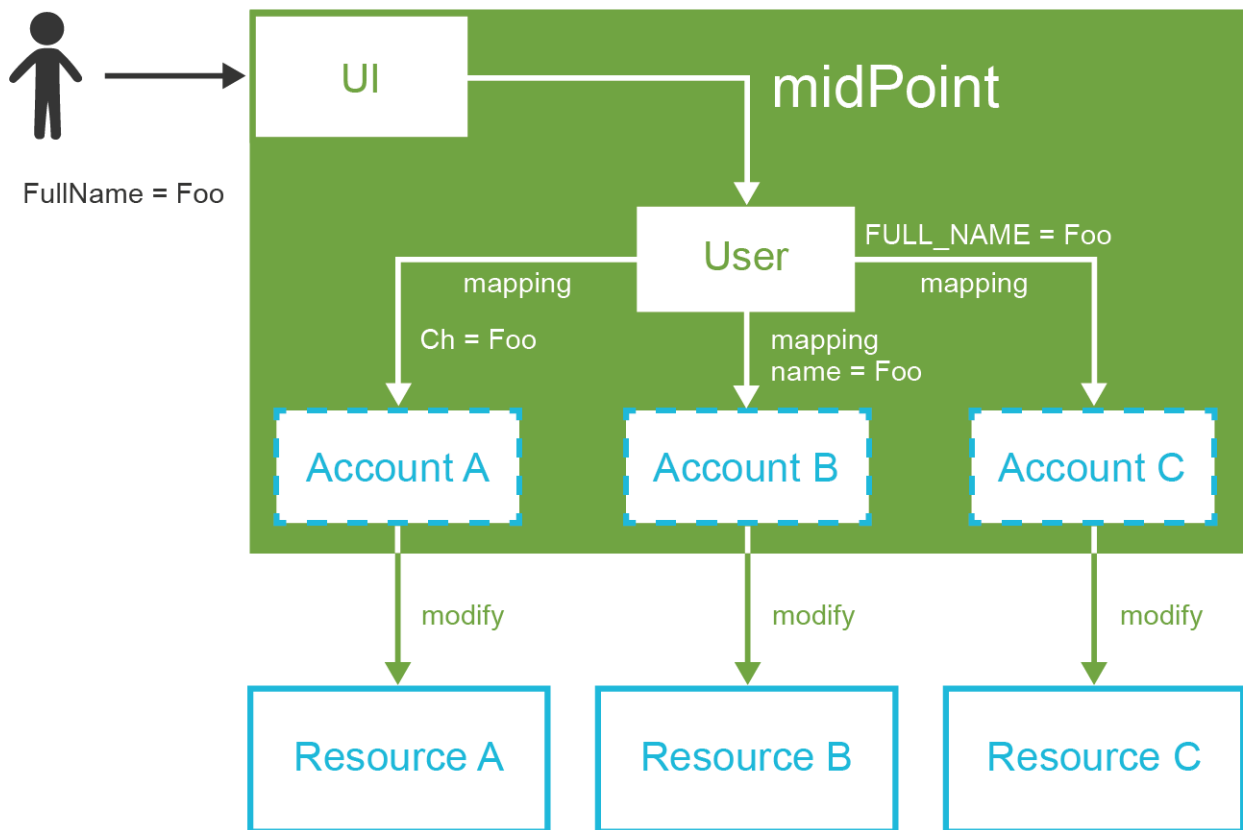 UI
midPoint
FullName = Foo
User
FULL_NAME = Foo
mapping
mapping
Ch = Foo
mapping
name = Foo
Account A
Account B
Account C
modify
modify
modify
Resource A
Resource B
Resource C